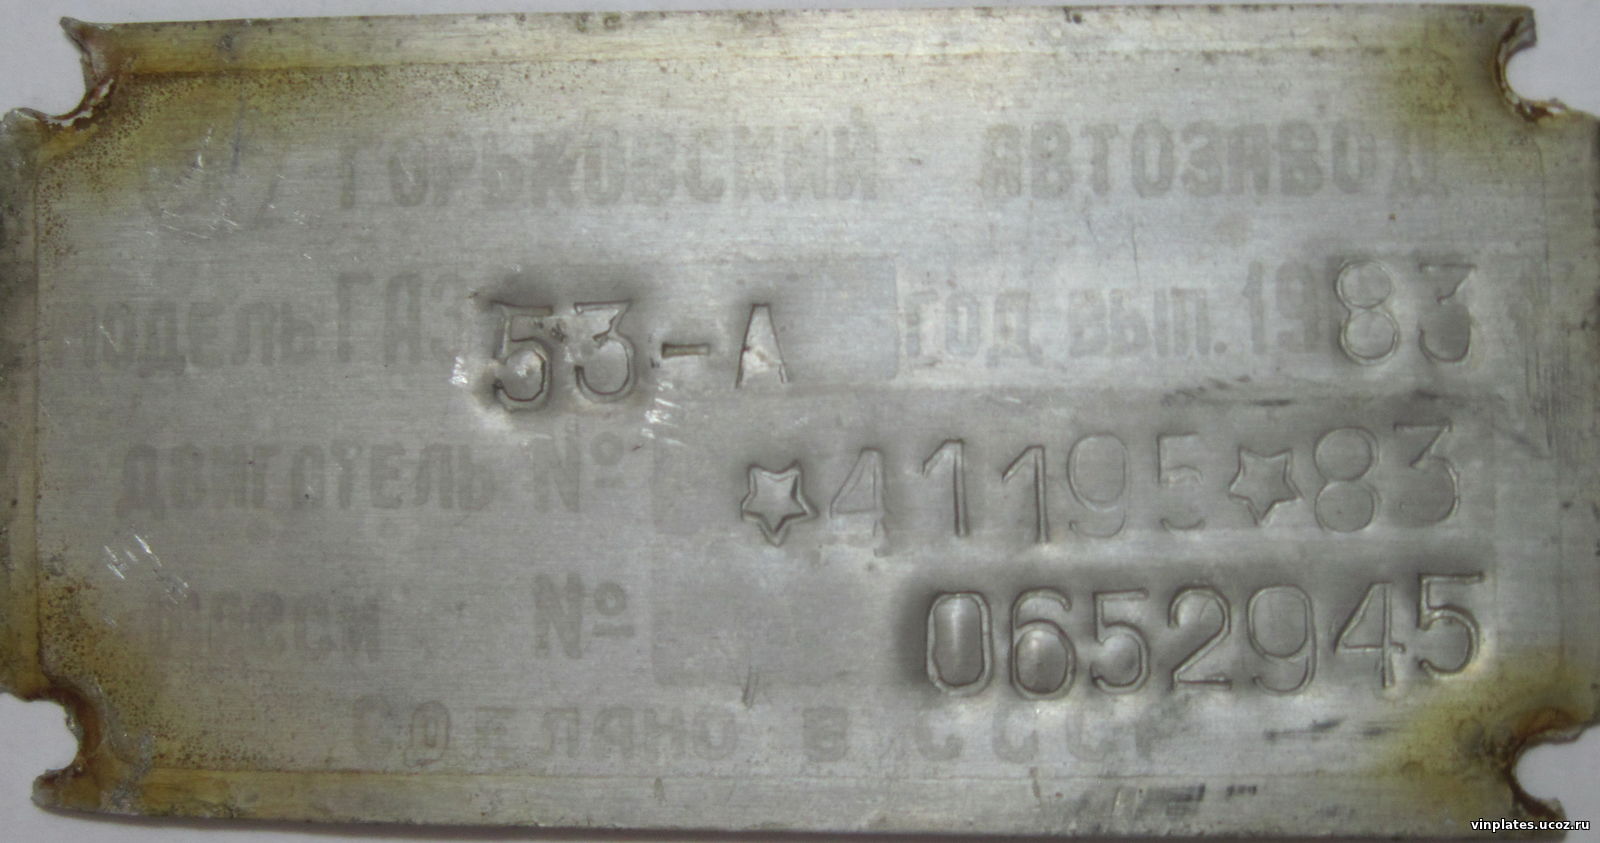 ГОРЬКОВСКИЙ АВТОЗАВОД
модель ГАЗ 53-А год вып. 1983
двигатель № ☆41195☆83
шасси № 0652945
СДЕЛАНО В СССР
vinplates.ucoz.ru